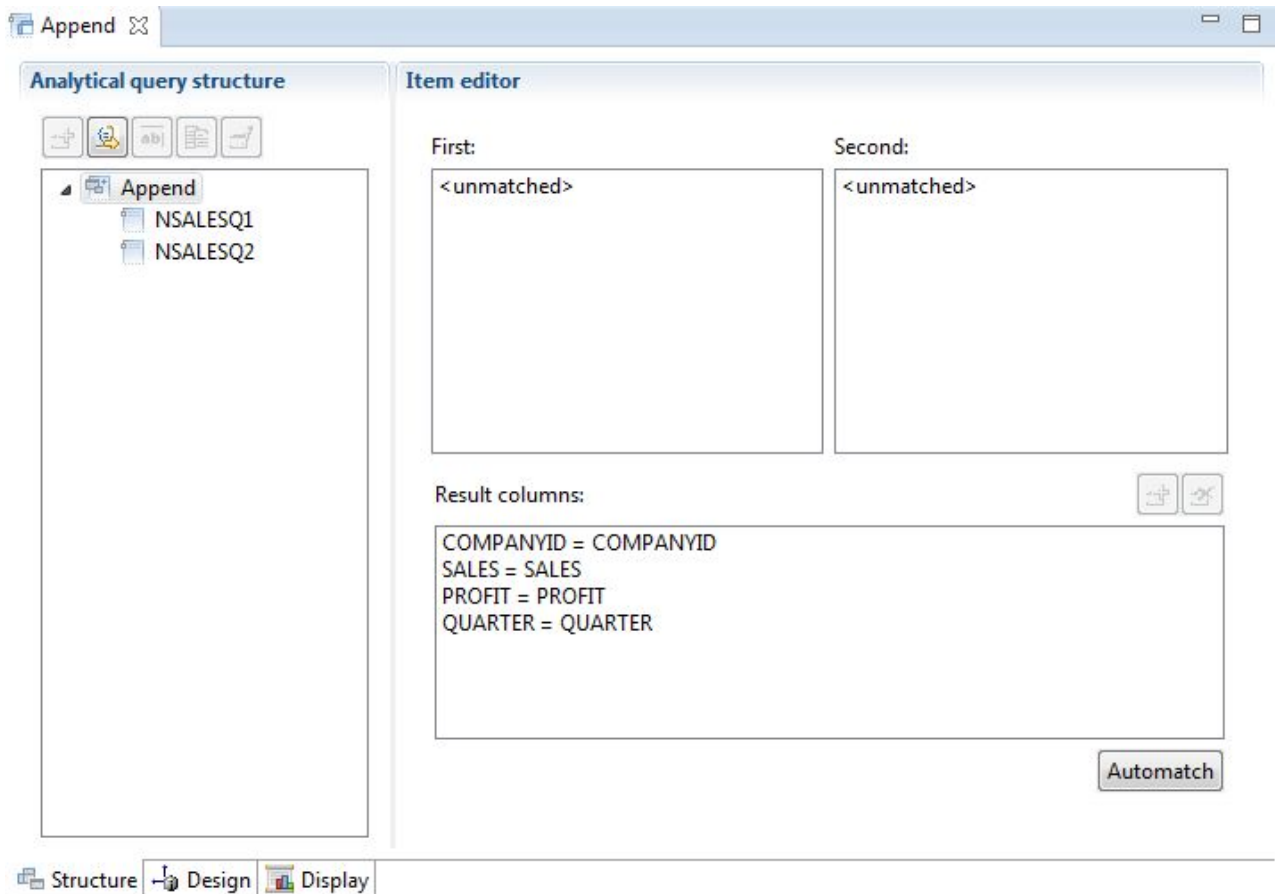 Append
Analytical query structure
Item editor
ab|
Append
NSALESQ1
NSALESQ2
First:
Second:
<unmatched>
<unmatched>
Result columns:
COMPANYID = COMPANYID
SALES = SALES
PROFIT = PROFIT
QUARTER = QUARTER
Automatch
Structure
Design
Display